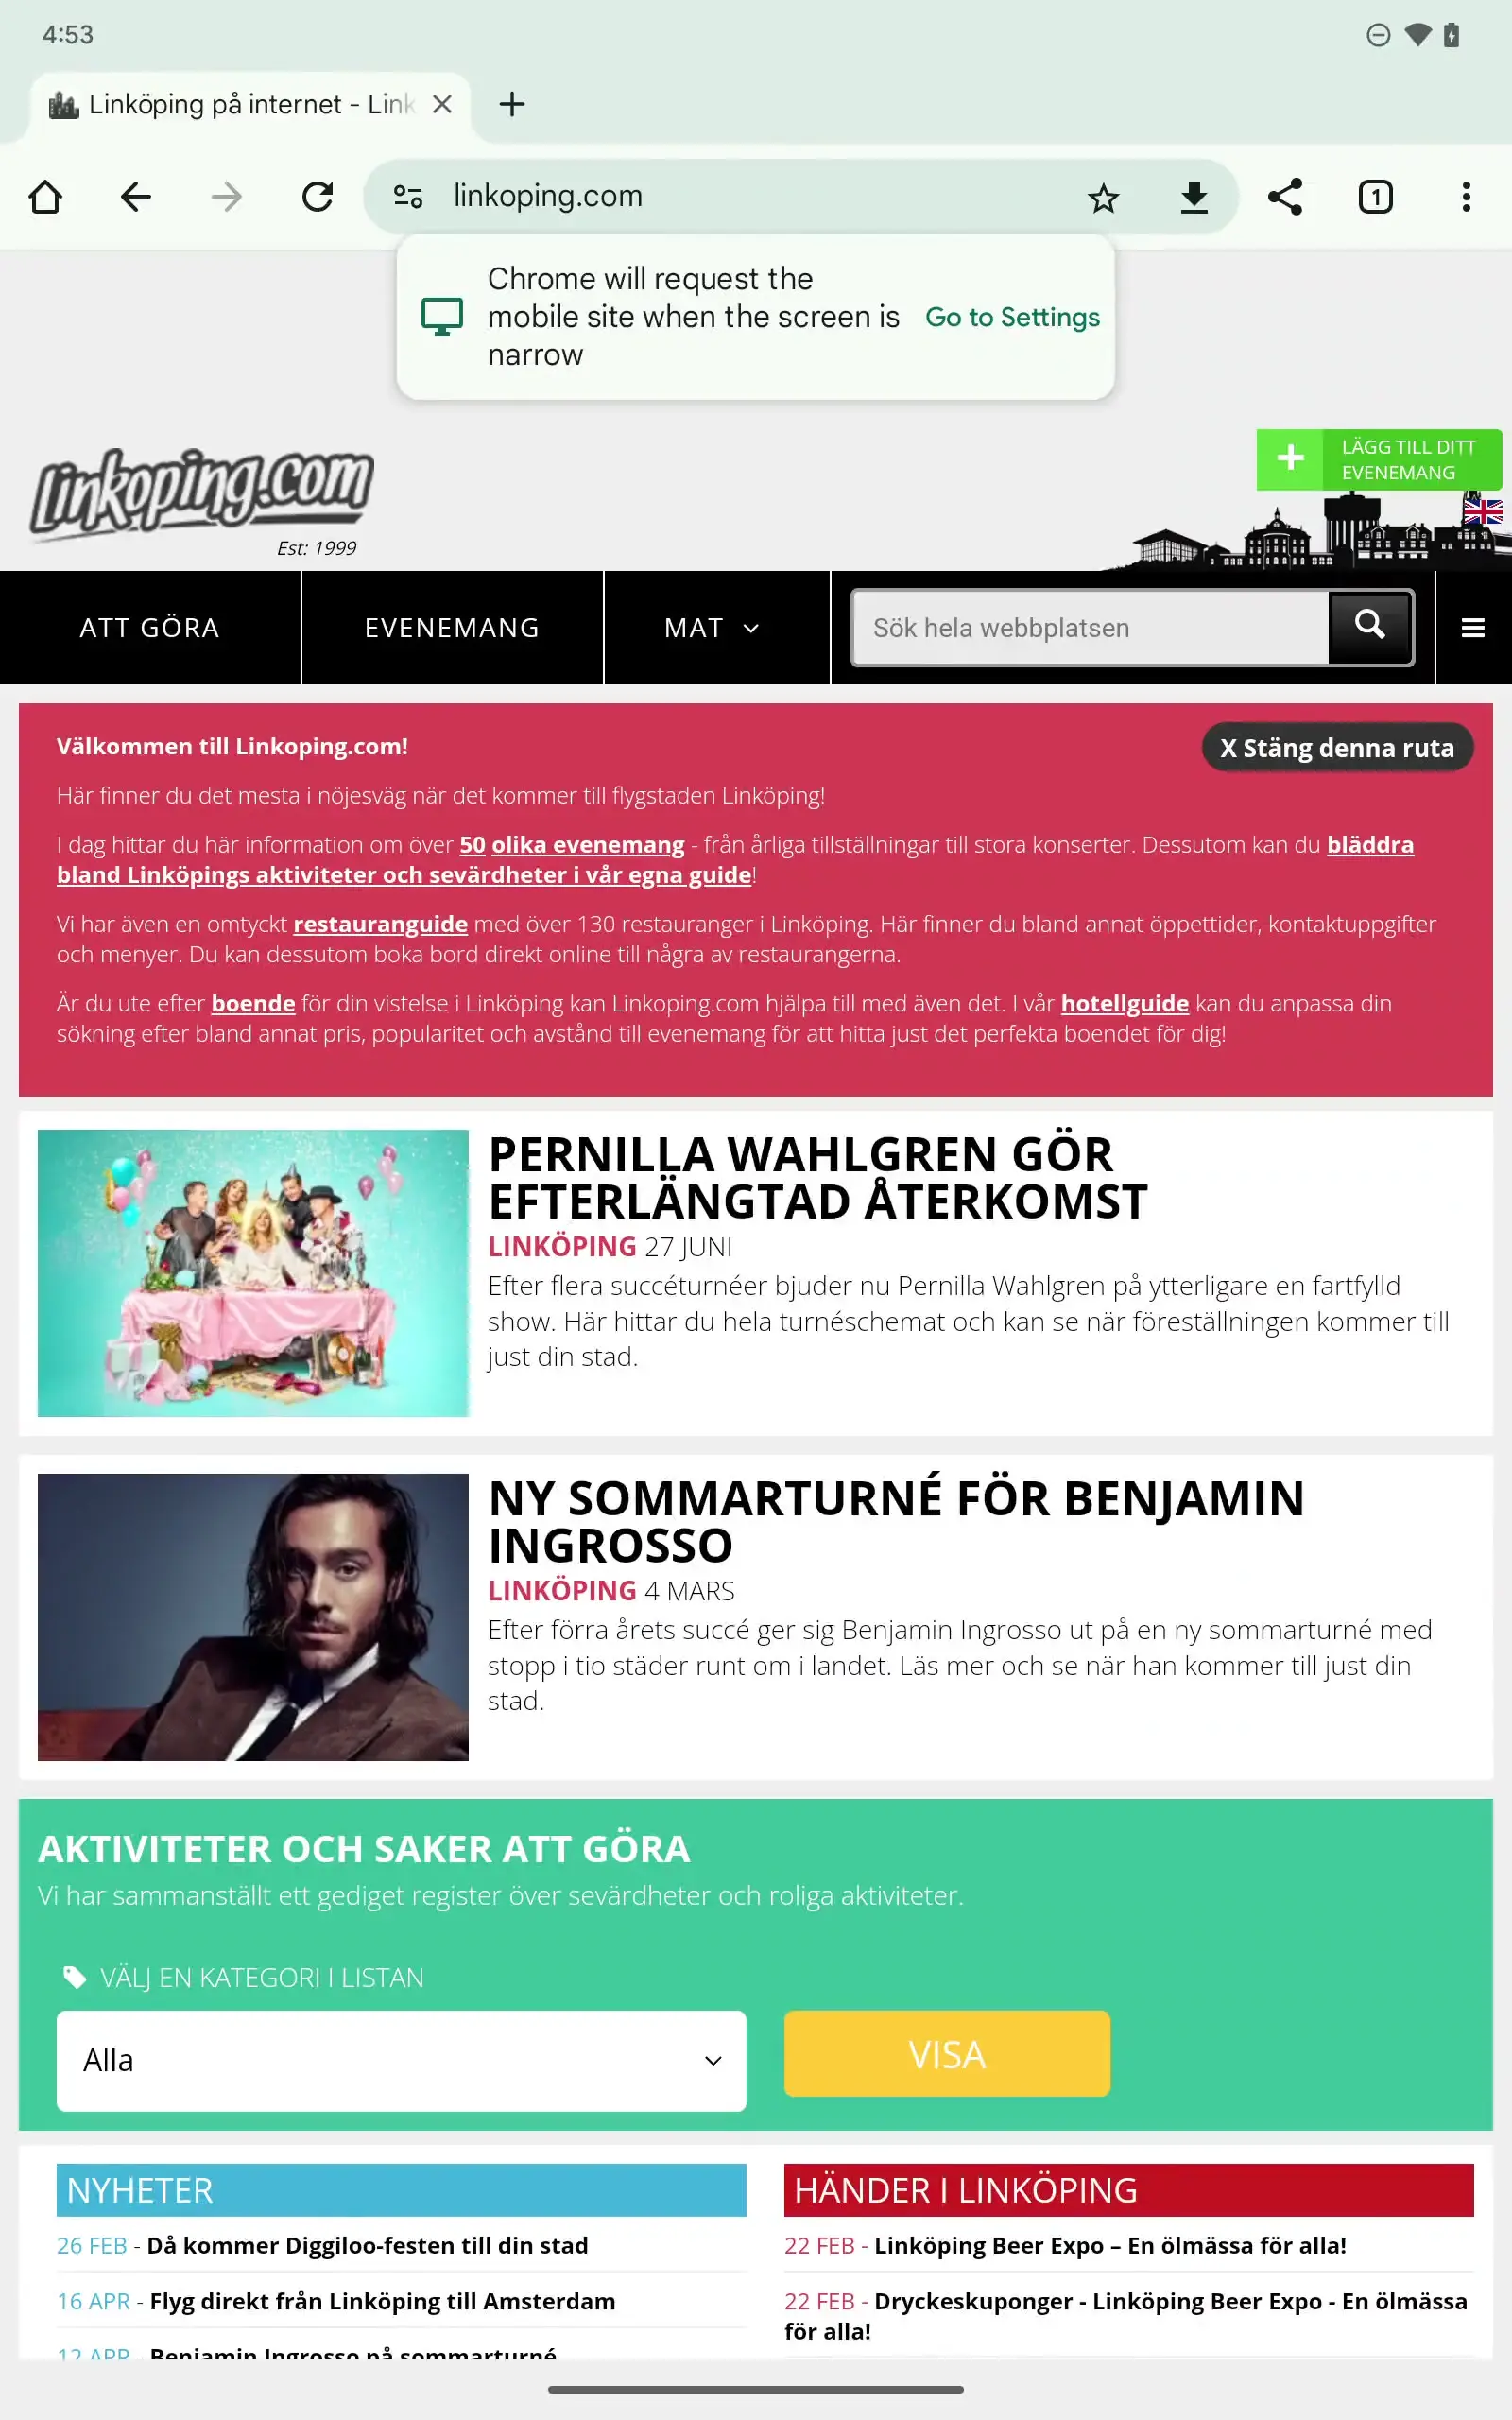 4:53
Linköping på internet - Link
linkoping.com
1
Chrome will request the
mobile site when the screen is
narrow
Go to Settings
linkoping.com
Est: 1999
LÄGG TILL DITT
EVENEMANG
ATT GÖRA
EVENEMANG
MAT
Sök hela webbplatsen
Välkommen till Linkoping.com!
X Stäng denna ruta
Här finner du det mesta i nöjesväg när det kommer till flygstaden Linköping!
I dag hittar du här information om över 50 olika evenemang - från årliga tillställningar till stora konserter. Dessutom kan du bläddra
bland Linköpings aktiviteter och sevärdheter i vår egna guide!
Vi har även en omtyckt restauranguide med över 130 restauranger i Linköping. Här finner du bland annat öppettider, kontaktuppgifter
och menyer. Du kan dessutom boka bord direkt online till några av restaurangerna.
Är du ute efter boende för din vistelse i Linköping kan Linkoping.com hjälpa till med även det. I vår hotellguide kan du anpassa din
sökning efter bland annat pris, popularitet och avstånd till evenemang för att hitta just det perfekta boendet för dig!
PERNILLA WAHLGREN GÖR
EFTERLÄNGTAD ÅTERKOMST
LINKÖPING 27 JUNI
Efter flera succéturnéer bjuder nu Pernilla Wahlgren på ytterligare en fartfylld
show. Här hittar du hela turnéschemat och kan se när föreställningen kommer till
just din stad.
NY SOMMARTURNÉ FÖR BENJAMIN
INGROSSO
LINKÖPING 4 MARS
Efter förra årets succé ger sig Benjamin Ingrosso ut på en ny sommarturné med
stopp i tio städer runt om i landet. Läs mer och se när han kommer till just din
stad.
AKTIVITETER OCH SAKER ATT GÖRA
Vi har sammanställt ett gediget register över sevärdheter och roliga aktiviteter.
VÄLJ EN KATEGORI I LISTAN
Alla
VISA
NYHETER
26 FEB - Då kommer Diggiloo-festen till din stad
16 APR - Flyg direkt från Linköping till Amsterdam
12 APR - Benjamin Ingrosso på sommarturné
HÄNDER I LINKÖPING
22 FEB - Linköping Beer Expo – En ölmässa för alla!
22 FEB - Dryckeskuponger - Linköping Beer Expo - En ölmässa
för alla!